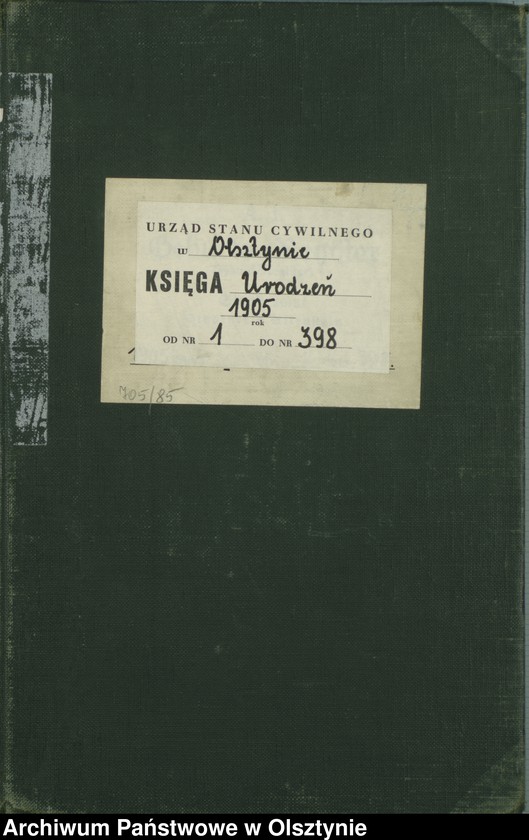 URZĄD STANU CYWILNEGO
w Olsztynie
KSIĘGA Urodzeń
1905
rok
OD NR 1 DO NR 398
705/85
Archiwum Państwowe w Olsztynie